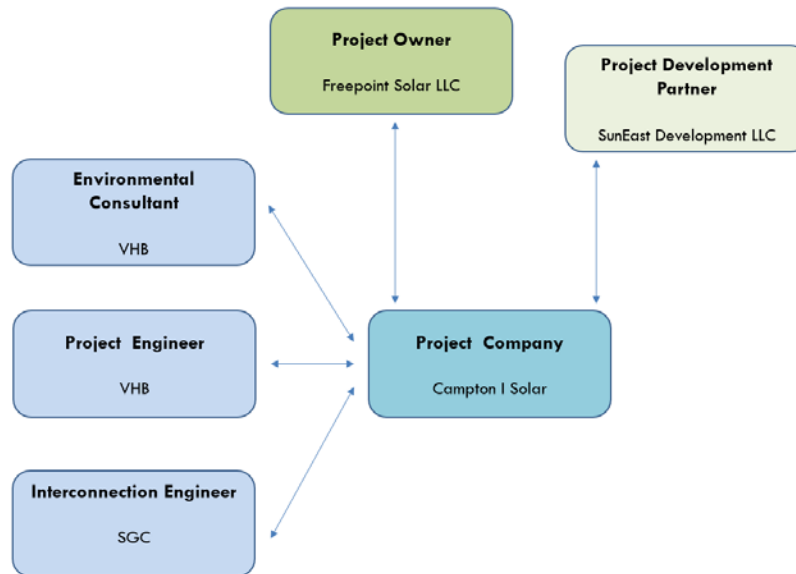 Project Owner
Freepoint Solar LLC
Project Development
Partner
SunEast Development LLC
Environmental
Consultant
VHB
Project Engineer
VHB
Project Company
Campton I Solar
Interconnection Engineer
SGC